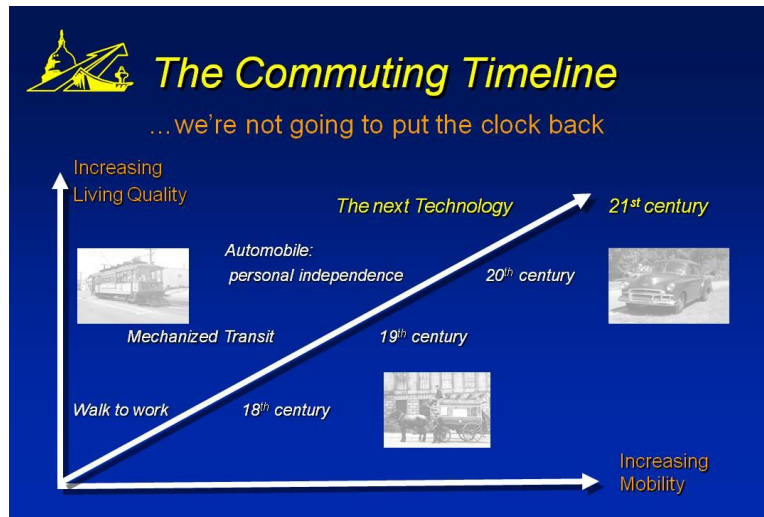 The Commuting Timeline
…we're not going to put the clock back
Increasing
Living Quality
The next Technology 21st century
Automobile:
personal independence 20th century
Mechanized Transit 19th century
Walk to work 18th century
Increasing
Mobility